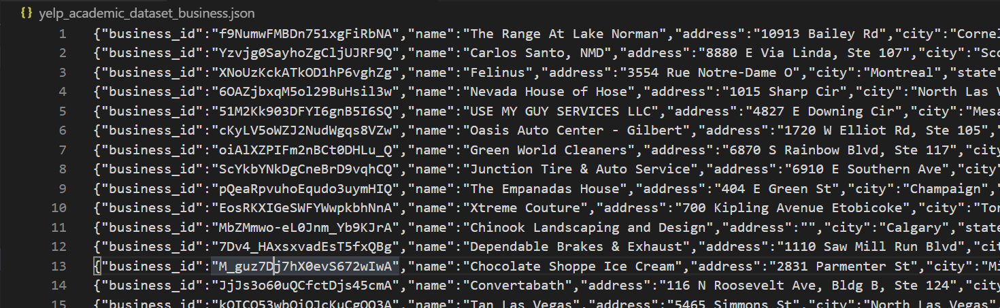 {} yelp_academic_dataset_business.json
1 {"business_id":"f9NumwFMBDn751xgFiRbNA","name":"The Range At Lake Norman","address":"10913 Bailey Rd","city":"Cornel
2 {"business_id":"Yzvjg0SayhoZgCljUJRF9Q","name":"Carlos Santo, NMD","address":"8880 E Via Linda, Ste 107","city":"Sco
3 {"business_id":"XNoUzKckATkOD1hP6vghZg","name":"Felinus","address":"3554 Rue Notre-Dame O","city":"Montreal","state"
4 {"business_id":"6OAZjbxqM5ol29BuHsil3w","name":"Nevada House of Hose","address":"1015 Sharp Cir","city":"North Las V
5 {"business_id":"51M2Kk903DFYI6gnB5I6SQ","name":"USE MY GUY SERVICES LLC","address":"4827 E Downing Cir","city":"Mesa
6 {"business_id":"cKyLV5oWZJ2NudWgqs8VZw","name":"Oasis Auto Center - Gilbert","address":"1720 W Elliot Rd, Ste 105","
7 {"business_id":"oiAlXZPIFm2nBCt0DHLu_Q","name":"Green World Cleaners","address":"6870 S Rainbow Blvd, Ste 117","city
8 {"business_id":"ScYkbYNkDgCneBrD9vqhCQ","name":"Junction Tire & Auto Service","address":"6910 E Southern Ave","city"
9 {"business_id":"pQeaRpvuhoEqudo3uymHIQ","name":"The Empanadas House","address":"404 E Green St","city":"Champaign","
10 {"business_id":"EosRKXIGeSWFYWwpkbhNnA","name":"Xtreme Couture","address":"700 Kipling Avenue Etobicoke","city":"Tor
11 {"business_id":"MbZMmwo-eL0Jnm_Yb9KJrA","name":"Chinook Landscaping and Design","address":"","city":"Calgary","state
12 {"business_id":"7Dv4_HAxsxvadEsT5fxQBg","name":"Dependable Brakes & Exhaust","address":"1110 Saw Mill Run Blvd","cit
13 {"business_id":"M_guz7Dj7hX0evS672wIwA","name":"Chocolate Shoppe Ice Cream","address":"2831 Parmenter St","city":"Mi
14 {"business_id":"JjJs3o60uQCfctDjs45cmA","name":"Convertabath","address":"116 N Roosevelt Ave, Bldg B, Ste 124","city
15 {"business_id":"kOICO53wbOiOJcKuCgOO3A","name":"Tan Las Vegas","address":"5465 Simmons St","city":"North Las Vegas"